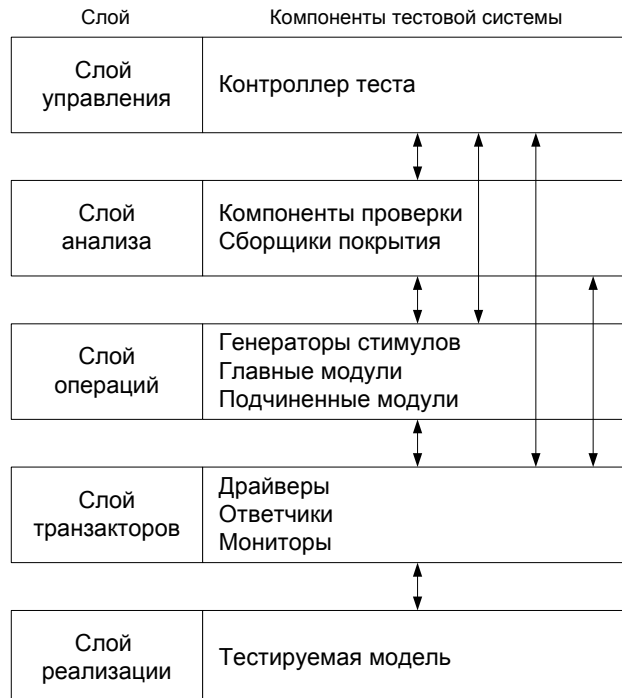 Слой Компоненты тестовой системы
Слой
управления
Контроллер теста
Слой
анализа
Компоненты проверки
Сборщики покрытия
Слой
операций
Генераторы стимулов
Главные модули
Подчиненные модули
Слой
транзакторов
Драйверы
Ответчики
Мониторы
Слой
реализации
Тестируемая модель